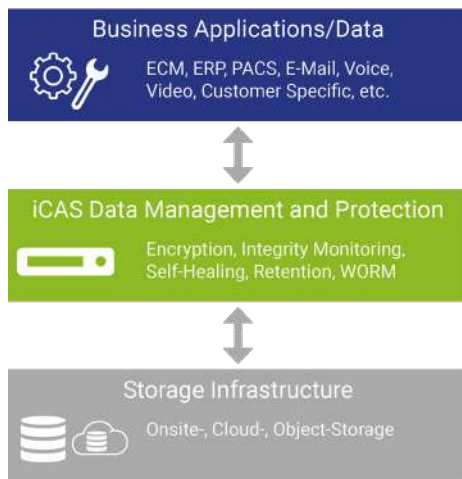 Business Applications/Data
ECM, ERP, PACS, E-Mail, Voice,
Video, Customer Specific, etc.
iCAS Data Management and Protection
Encryption, Integrity Monitoring,
Self-Healing, Retention, WORM
Storage Infrastructure
Onsite-, Cloud-, Object-Storage